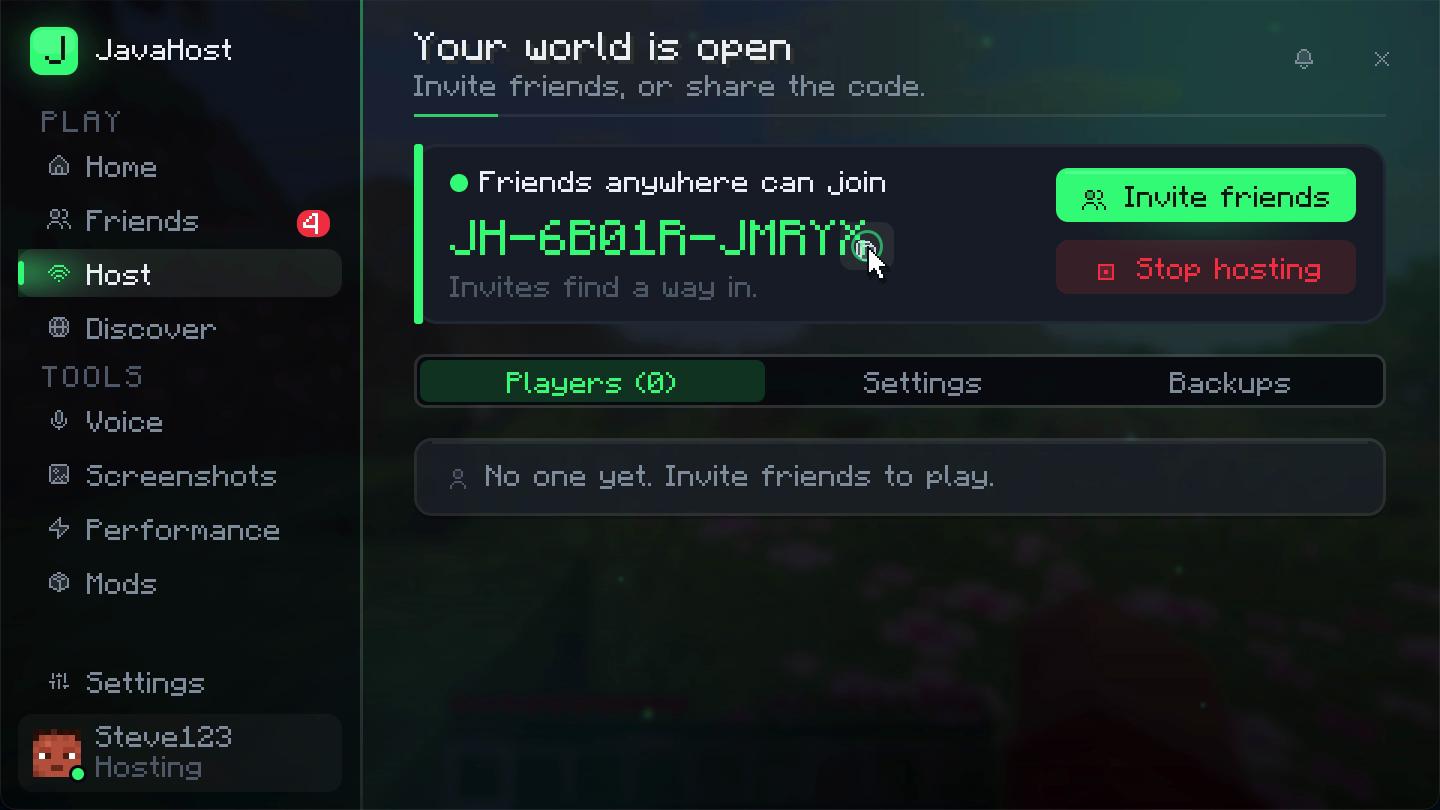 J JavaHost
PLAY
Home
Friends 4
Host
Discover
TOOLS
Voice
Screenshots
Performance
Mods
Settings
Steve123
Hosting
Your world is open
Invite friends, or share the code.
Friends anywhere can join
JH-6B01R-JMRYX
Invites find a way in.
Invite friends
Stop hosting
Players (0)
Settings
Backups
No one yet. Invite friends to play.